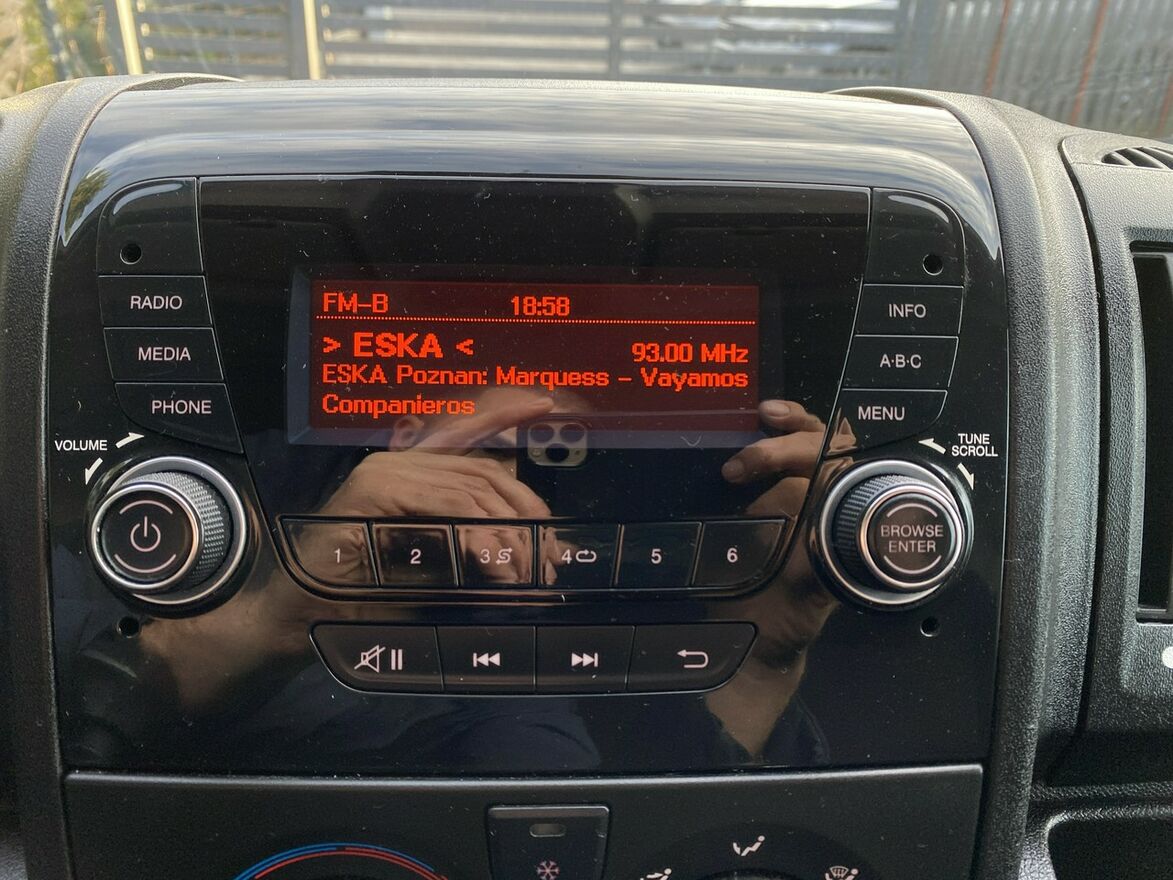 FM-B 18:58
> ESKA < 93.00 MHz
ESKA Poznan: Marquess - Vayamos
Companieros
RADIO
MEDIA
PHONE
VOLUME
INFO
A·B·C
MENU
TUNE
SCROLL
BROWSE
ENTER
1 2 3 4 5 6